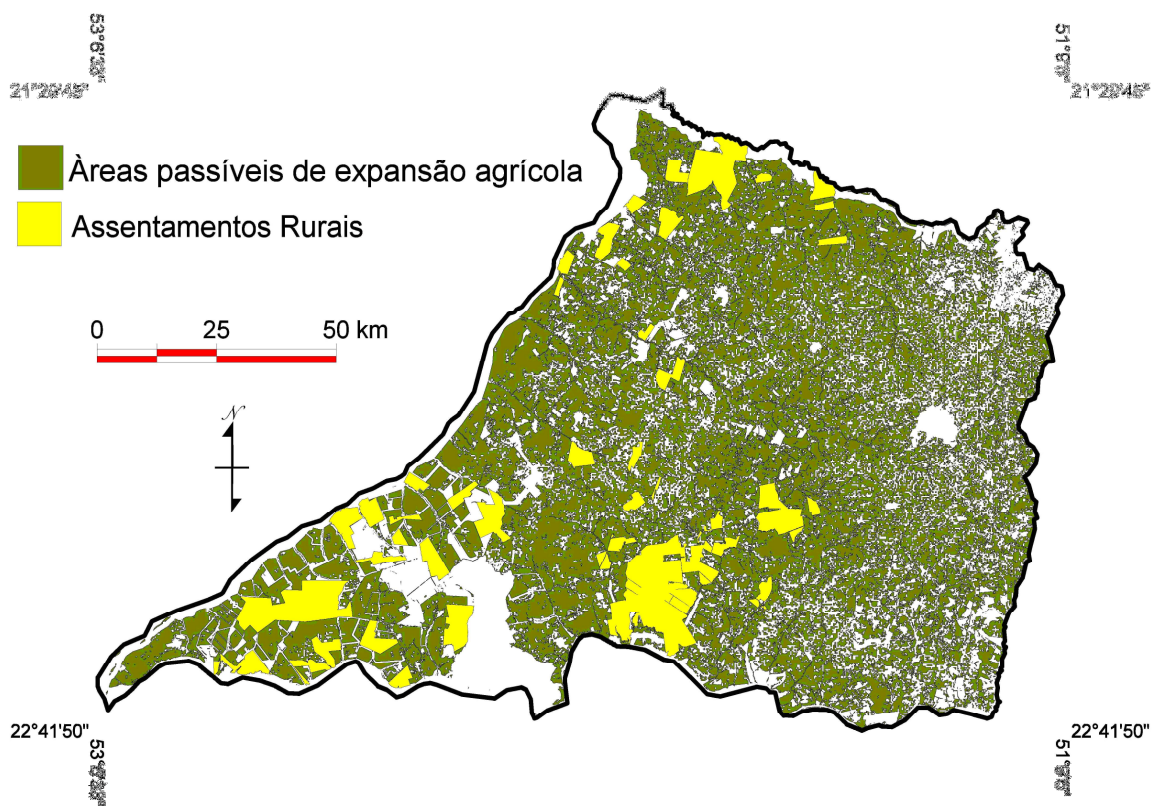 21°29'45"
21°29'45"
Àreas passíveis de expansão agrícola
Assentamentos Rurais
0 25 50 km
N
22°41'50"
22°41'50"